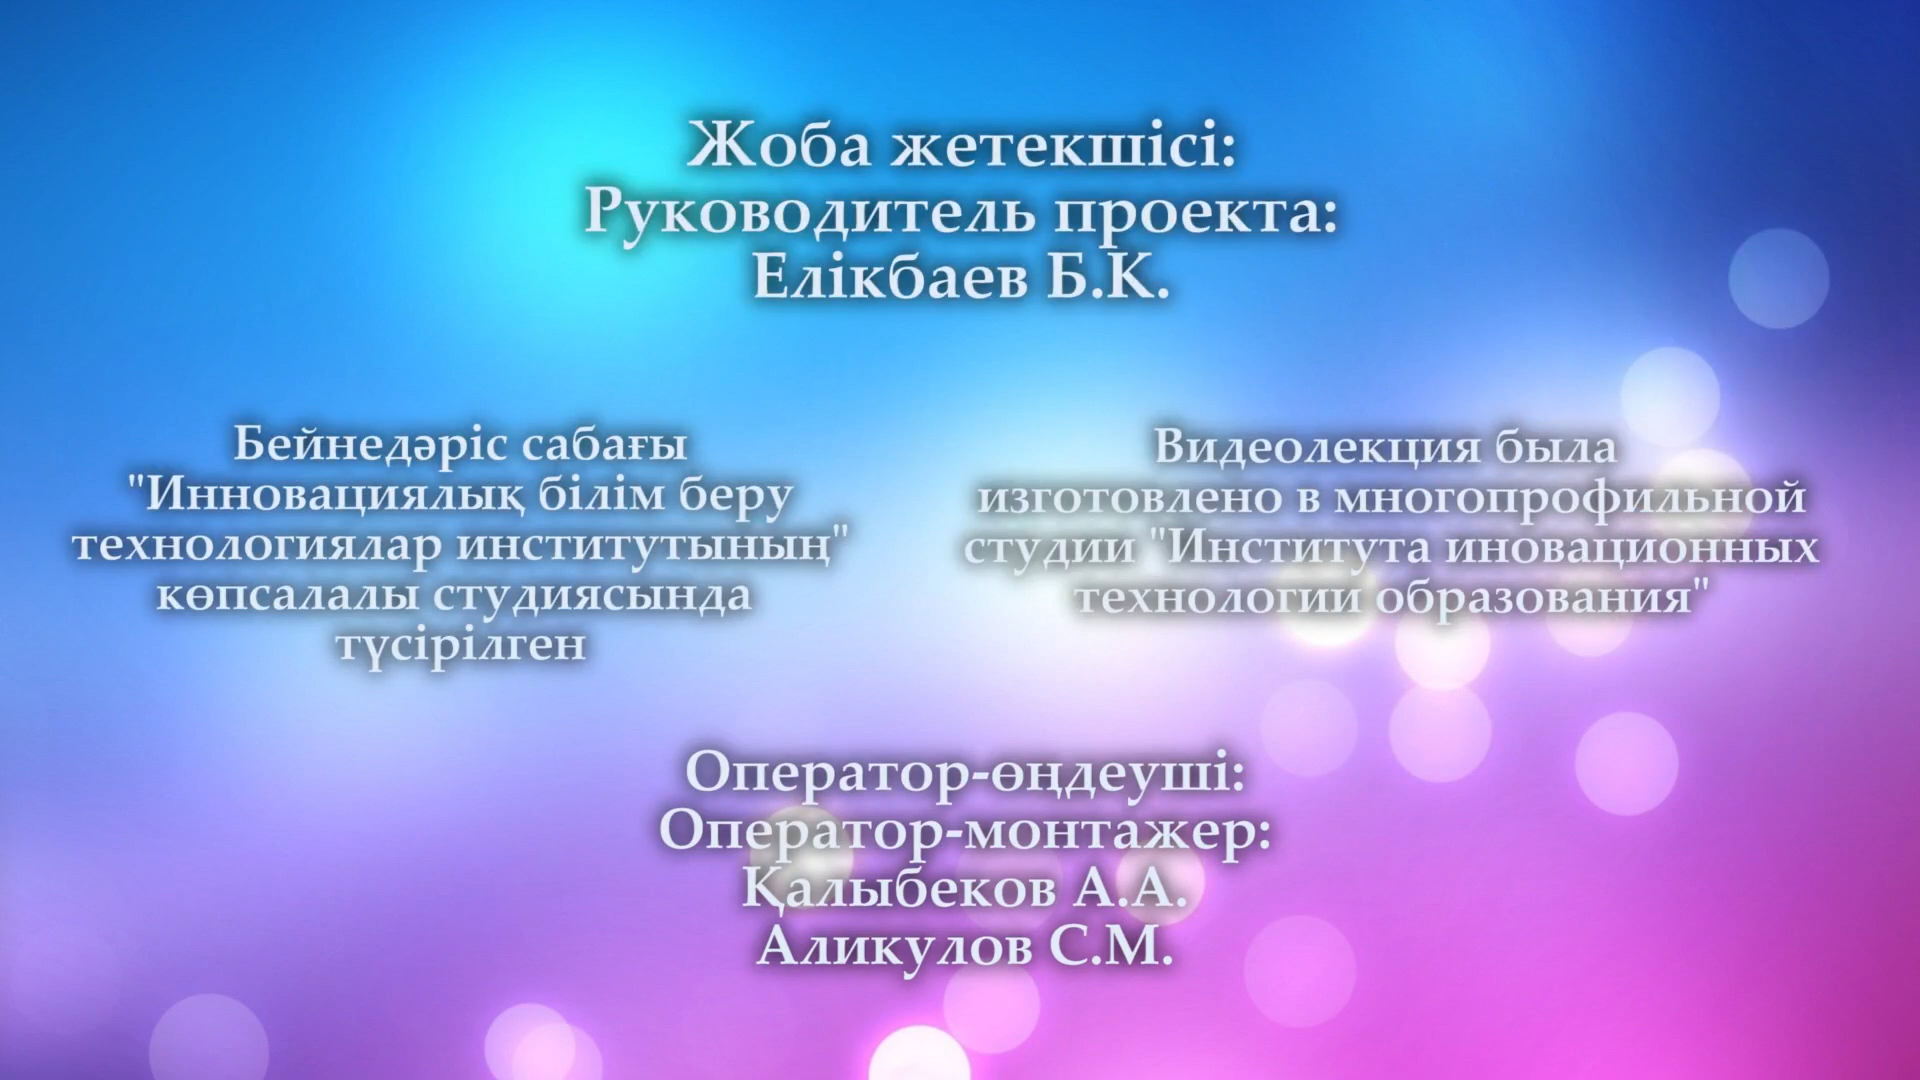 Жоба жетекшісі:
Руководитель проекта:
Елікбаев Б.К.
Бейнедәріс сабағы
"Инновациялық білім беру
технологиялар институтының"
көпсалалы студиясында
түсірілген
Видеолекция была
изготовлено в многопрофильной
студии "Института иновационных
технологии образования"
Оператор-өңдеуші:
Оператор-монтажер:
Қалыбеков А.А.
Аликулов С.М.